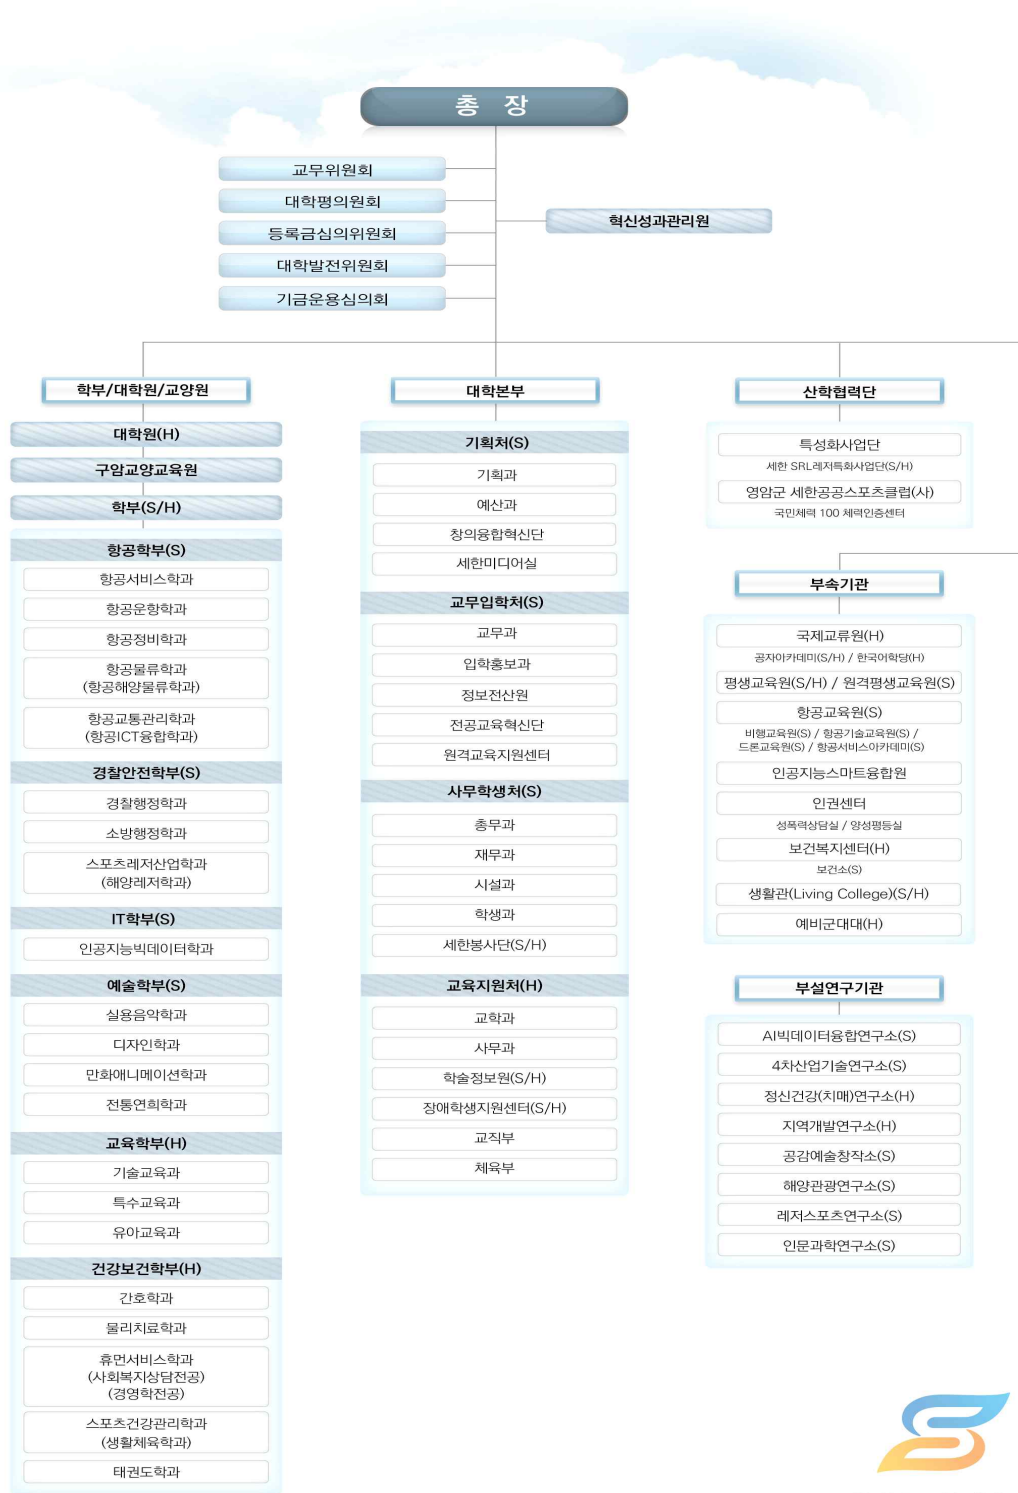 총 장
교무위원회
대학평의원회
등록금심의위원회
대학발전위원회
기금운용심의회
혁신성과관리원
학부/대학원/교양원
대학원(H)
구암교양교육원
학부(S/H)
항공학부(S)
항공서비스학과
항공운항학과
항공정비학과
항공물류학과
(항공해양물류학과)
항공교통관리학과
(항공ICT융합학과)
경찰안전학부(S)
경찰행정학과
소방행정학과
스포츠레저산업학과
(해양레저학과)
IT학부(S)
인공지능빅데이터학과
예술학부(S)
실용음악학과
디자인학과
만화애니메이션학과
전통연희학과
교육학부(H)
기술교육과
특수교육과
유아교육과
건강보건학부(H)
간호학과
물리치료학과
휴먼서비스학과
(사회복지상담전공)
(경영학전공)
스포츠건강관리학과
(생활체육학과)
태권도학과
대학본부
기획처(S)
기획과
예산과
창의융합혁신단
세한미디어실
교무입학처(S)
교무과
입학홍보과
정보전산원
전공교육혁신단
원격교육지원센터
사무학생처(S)
총무과
재무과
시설과
학생과
세한봉사단(S/H)
교육지원처(H)
교학과
사무과
학술정보원(S/H)
장애학생지원센터(S/H)
교직부
체육부
산학협력단
특성화사업단
세한 SRL레저특화사업단(S/H)
영암군 세한공공스포츠클럽(사)
국민체력 100 체력인증센터
부속기관
국제교류원(H)
공자아카데미(S/H) / 한국어학당(H)
평생교육원(S/H) / 원격평생교육원(S)
항공교육원(S)
비행교육원(S) / 항공기술교육원(S) /
드론교육원(S) / 항공서비스아카데미(S)
인공지능스마트융합원
인권센터
성폭력상담실 / 양성평등실
보건복지센터(H)
보건소(S)
생활관(Living College)(S/H)
예비군대대(H)
부설연구기관
AI빅데이터융합연구소(S)
4차산업기술연구소(S)
정신건강(치매)연구소(H)
지역개발연구소(H)
공감예술창작소(S)
해양관광연구소(S)
레저스포츠연구소(S)
인문과학연구소(S)